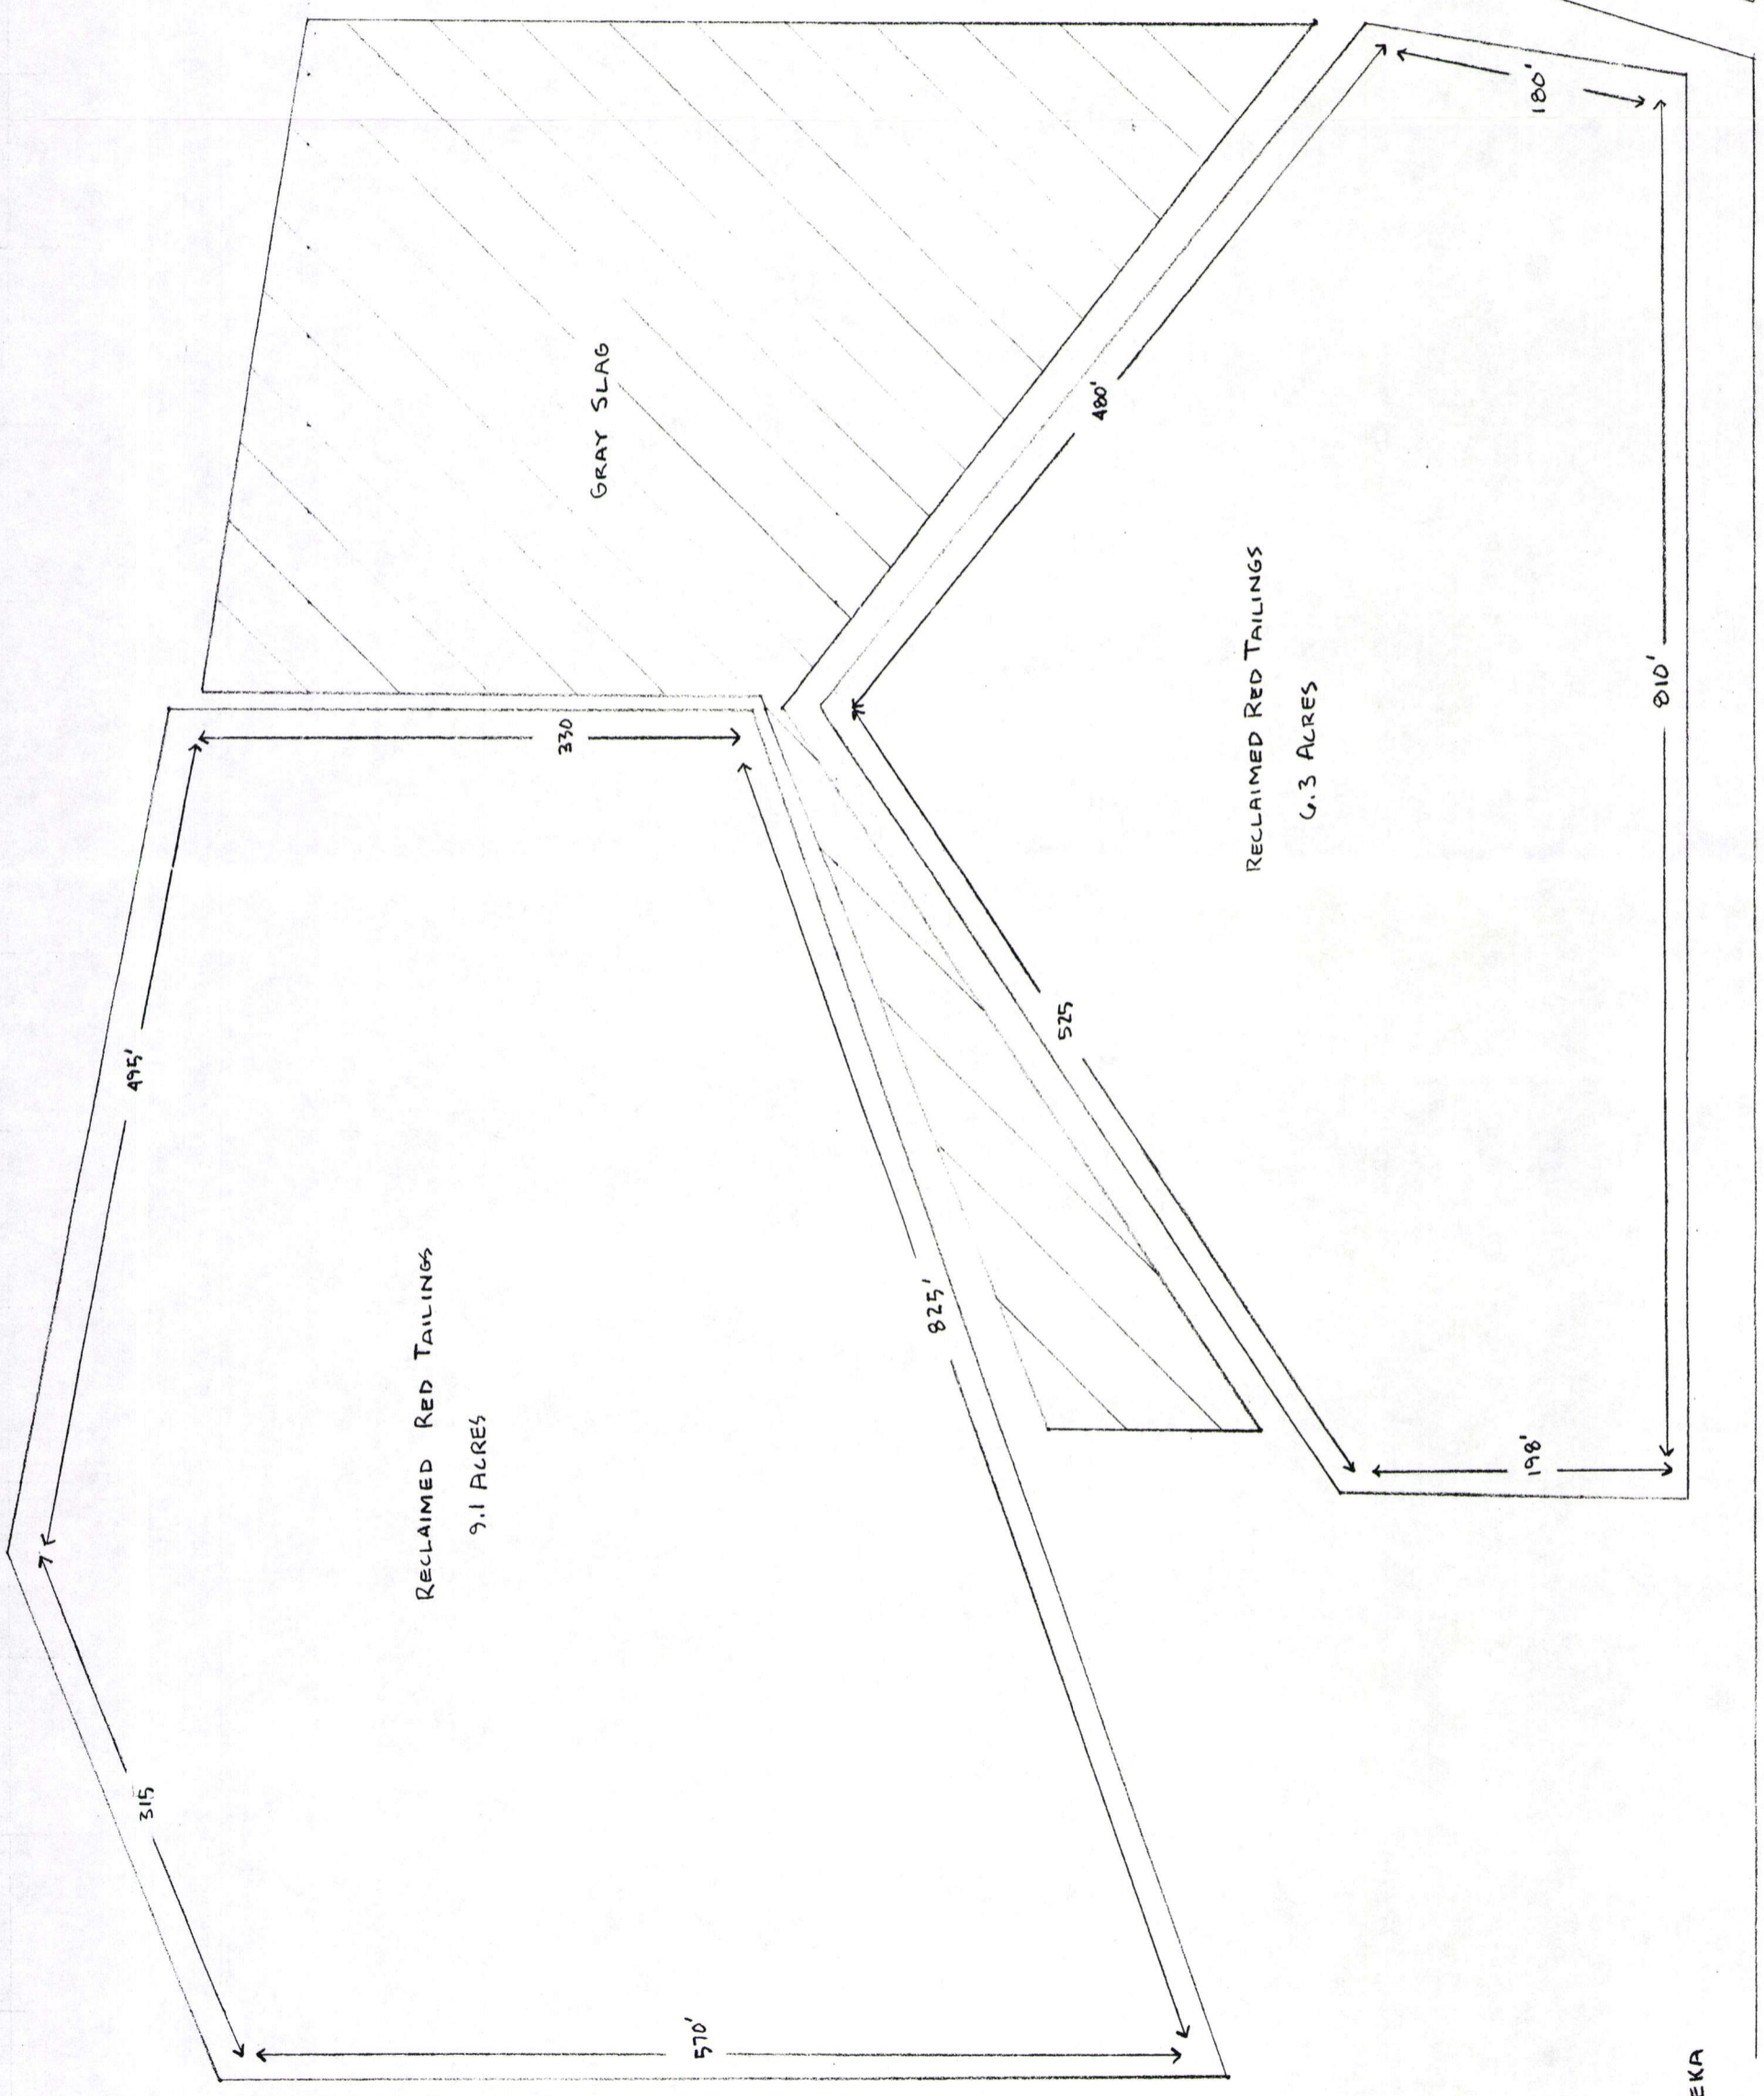 315
495'
330
GRAY SLAG
RECLAIMED RED TAILINGS
9.1 ACRES
570'
825'
525
480'
180'
RECLAIMED RED TAILINGS
6.3 ACRES
198'
810'
EKA